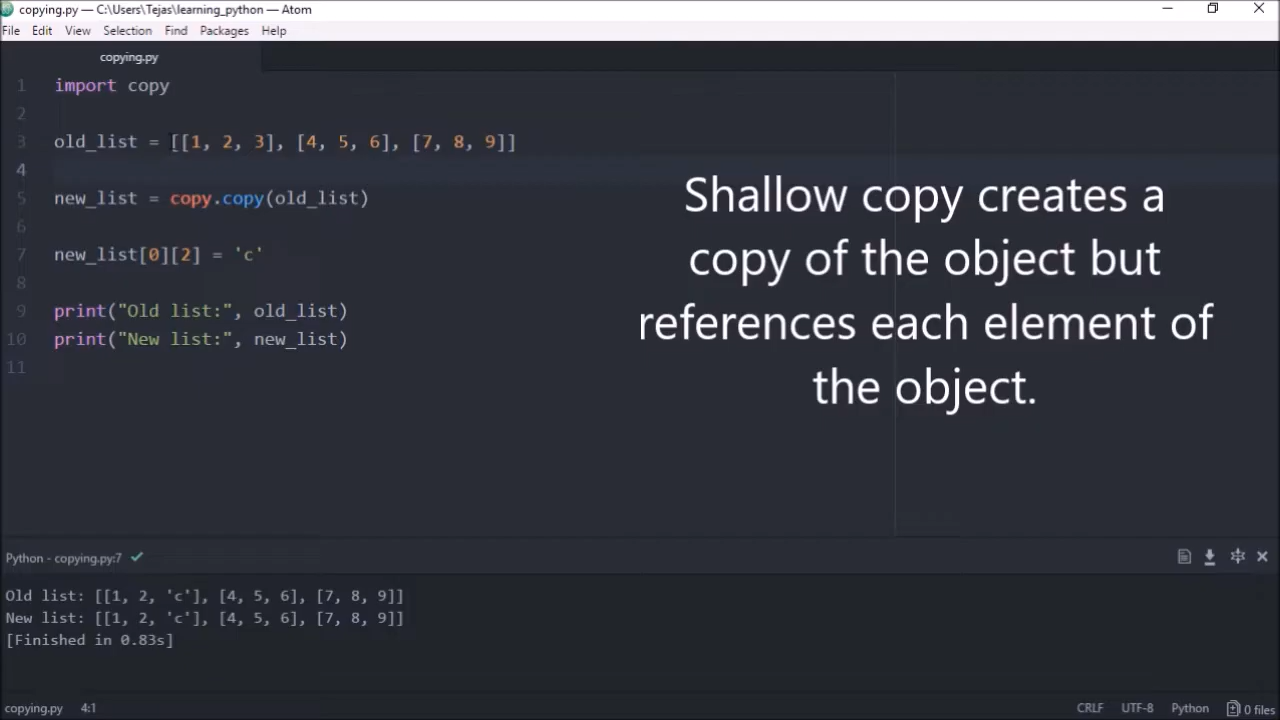 copying.py — C:\Users\Tejas\learning_python — Atom
File Edit View Selection Find Packages Help
copying.py
1 import copy
2
3 old_list = [[1, 2, 3], [4, 5, 6], [7, 8, 9]]
4
5 new_list = copy.copy(old_list)
6
7 new_list[0][2] = 'c'
8
9 print("Old list:", old_list)
10 print("New list:", new_list)
11
Shallow copy creates a
copy of the object but
references each element of
the object.
Python - copying.py:7
Old list: [[1, 2, 'c'], [4, 5, 6], [7, 8, 9]]
New list: [[1, 2, 'c'], [4, 5, 6], [7, 8, 9]]
[Finished in 0.83s]
copying.py 4:1 CRLF UTF-8 Python 0 files